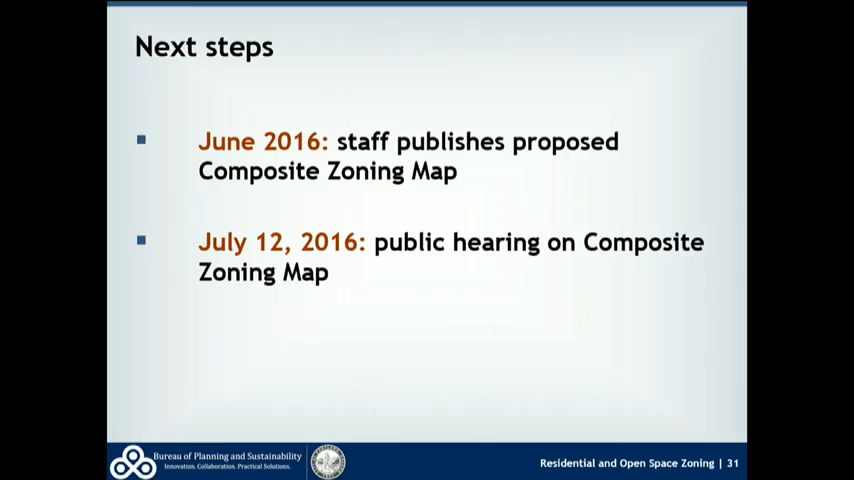 Next steps
June 2016: staff publishes proposed
Composite Zoning Map
July 12, 2016: public hearing on Composite
Zoning Map
Bureau of Planning and Sustainability
Innovation. Collaboration. Practical Solutions.
Residential and Open Space Zoning | 31